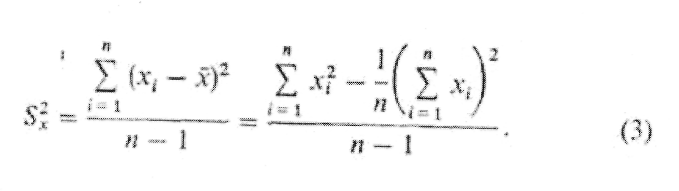 S_x^2 = \frac{\sum_{i=1}^{n} (x_i - \bar{x})^2}{n - 1} = \frac{\sum_{i=1}^{n} x_i^2 - \frac{1}{n}\left(\sum_{i=1}^{n} x_i\right)^2}{n - 1}. (3)